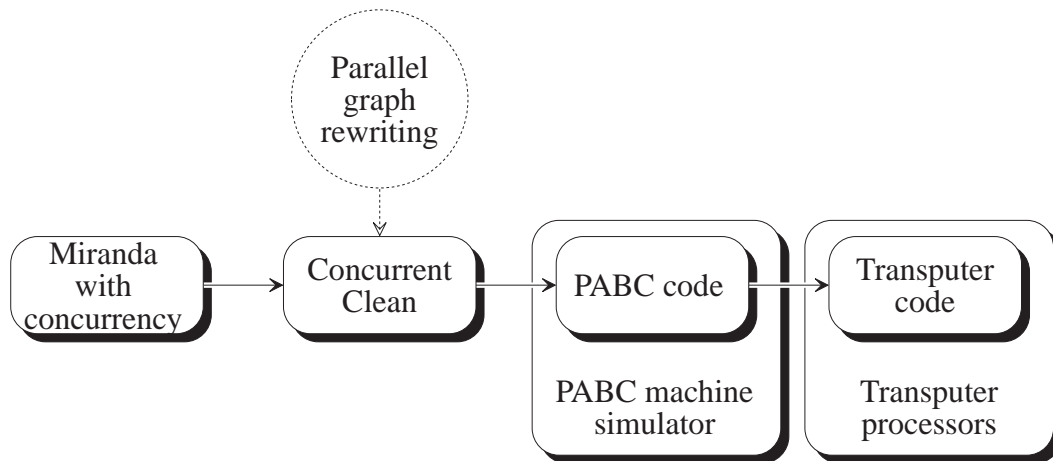 Parallel
graph
rewriting
Miranda
with
concurrency
Concurrent
Clean
PABC code
Transputer
code
PABC machine
simulator
Transputer
processors